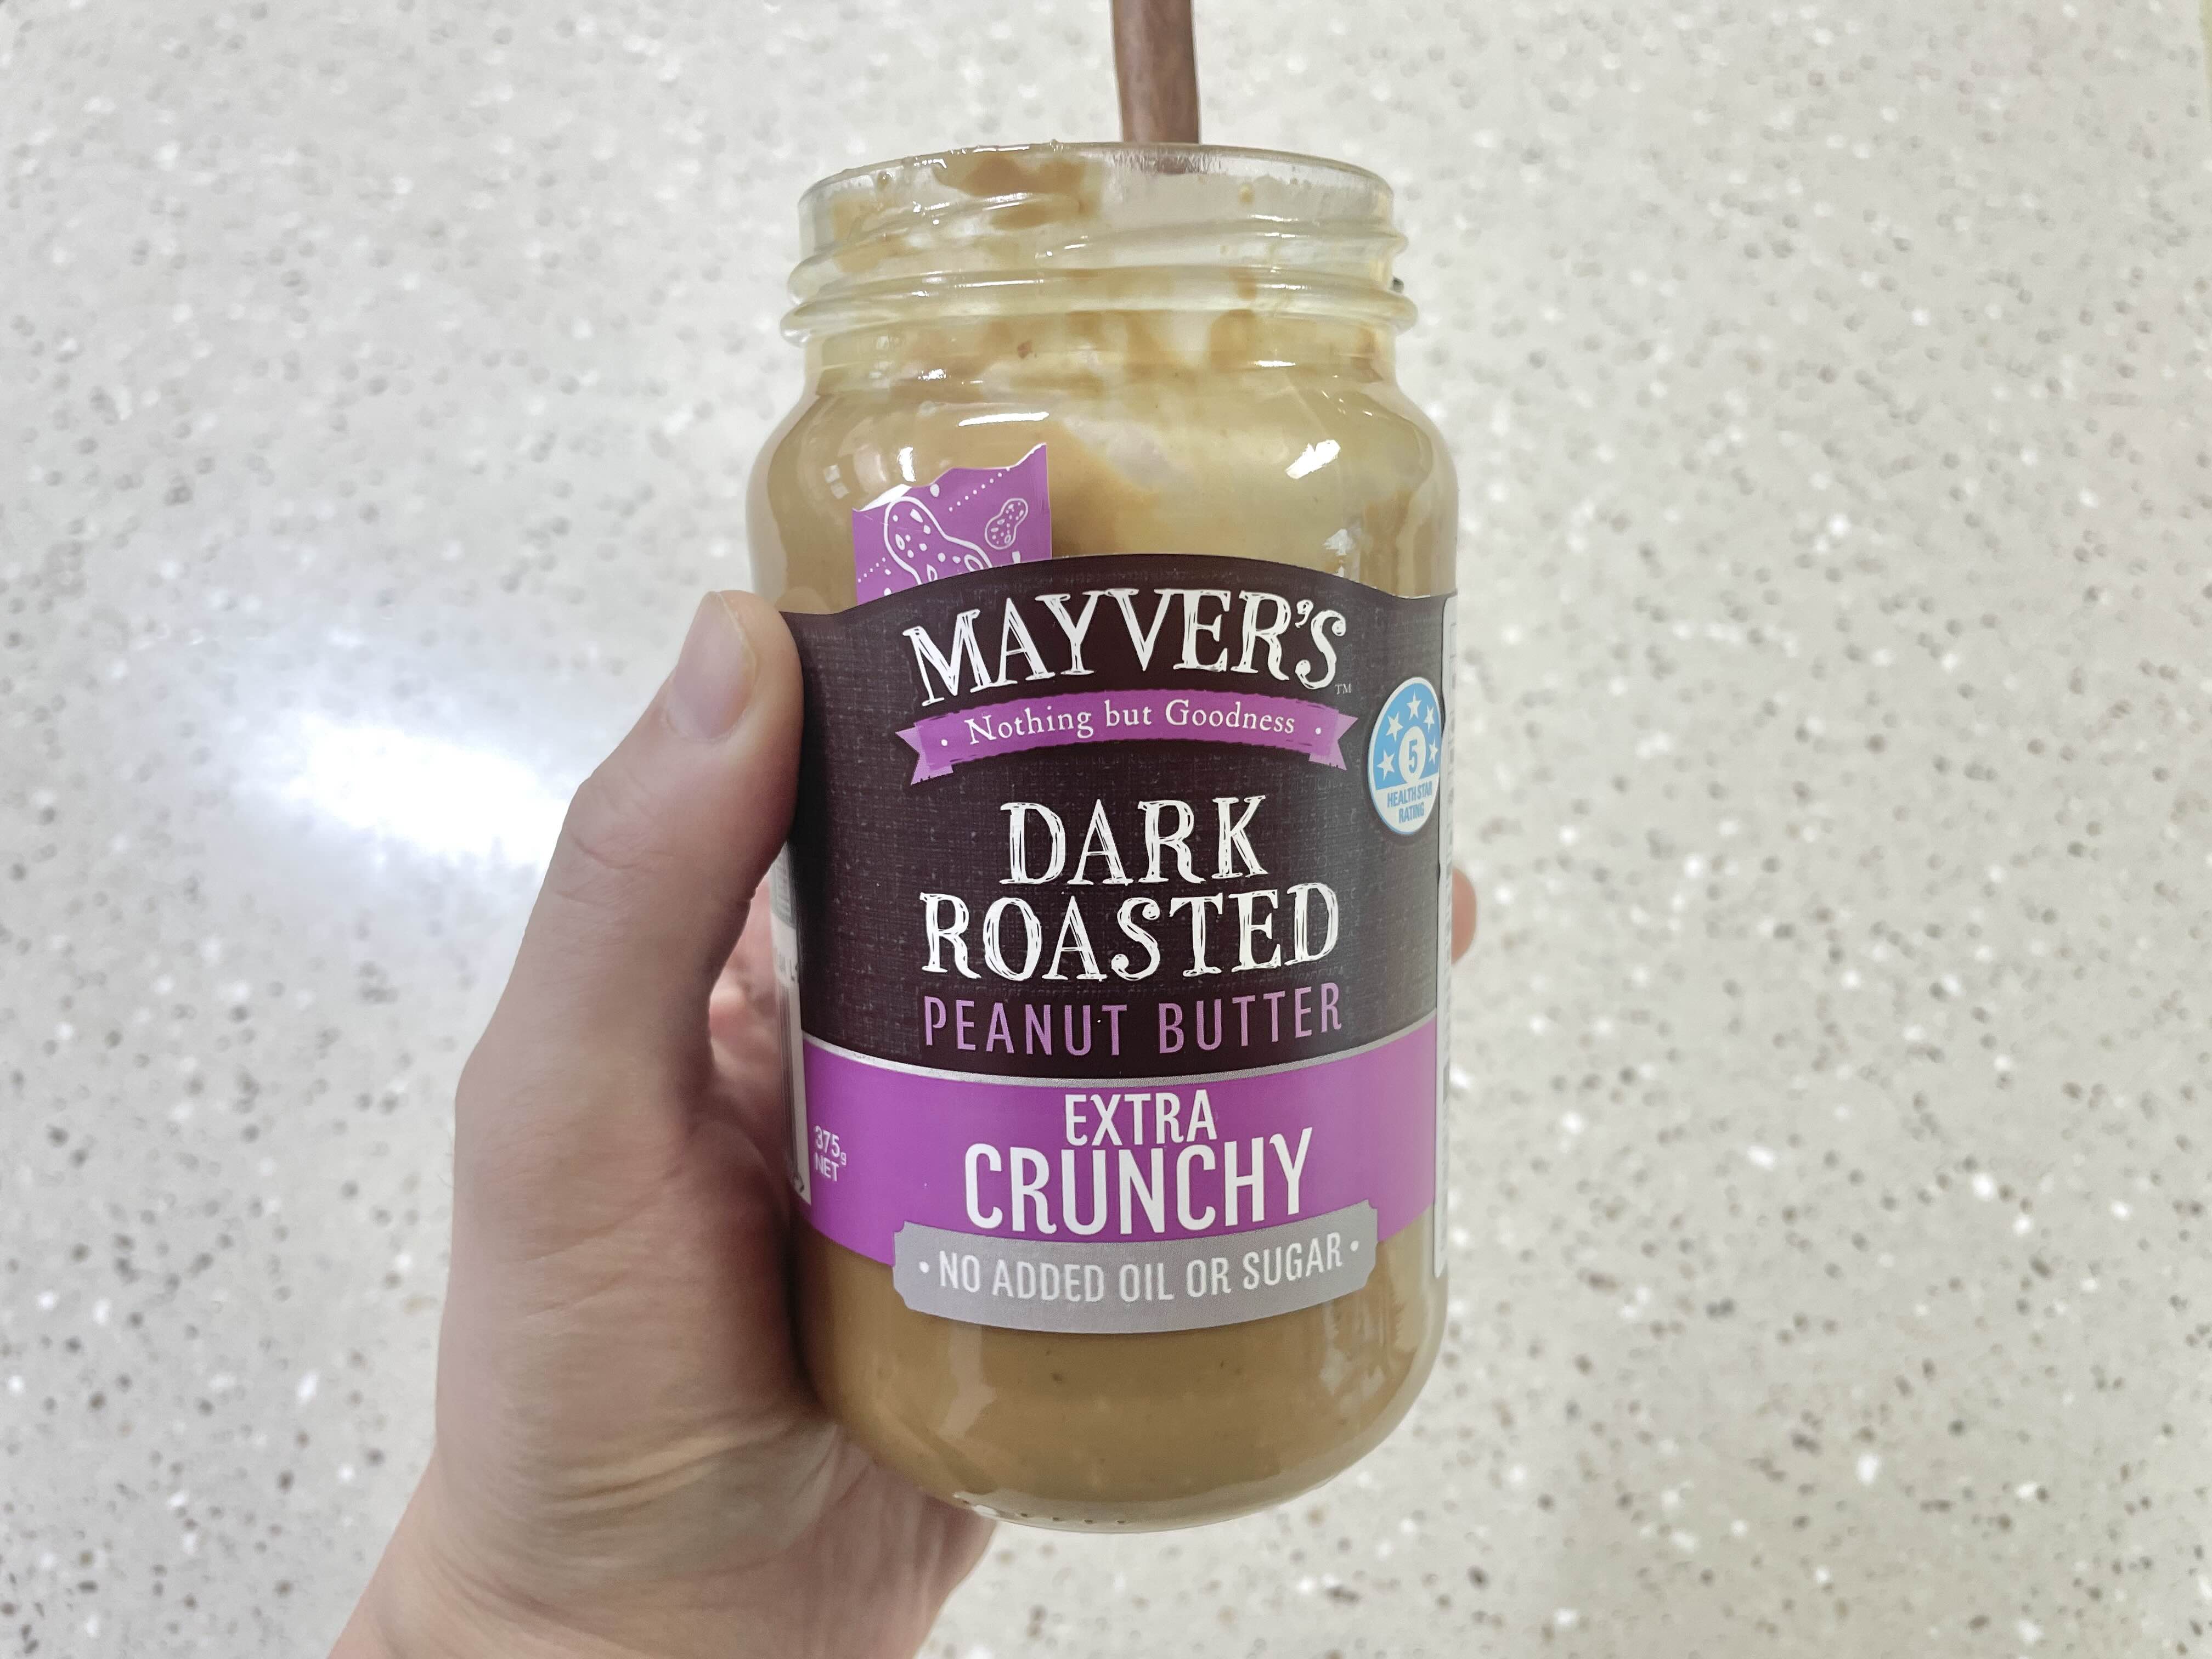 MAYVER'S™
· Nothing but Goodness ·
5
HEALTH STAR
RATING
DARK
ROASTED
PEANUT BUTTER
EXTRA
CRUNCHY
375g
NET
· NO ADDED OIL OR SUGAR ·